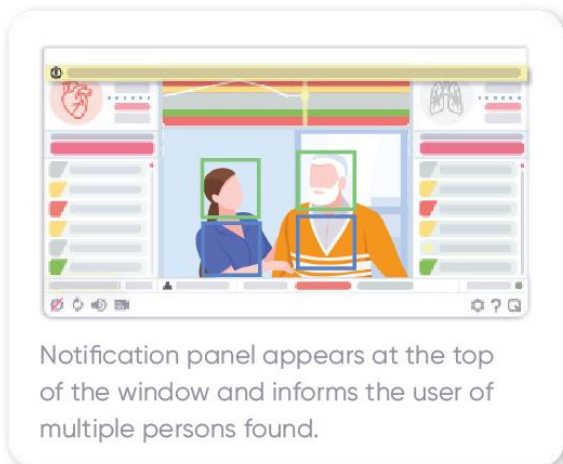 Notification panel appears at the top
of the window and informs the user of
multiple persons found.